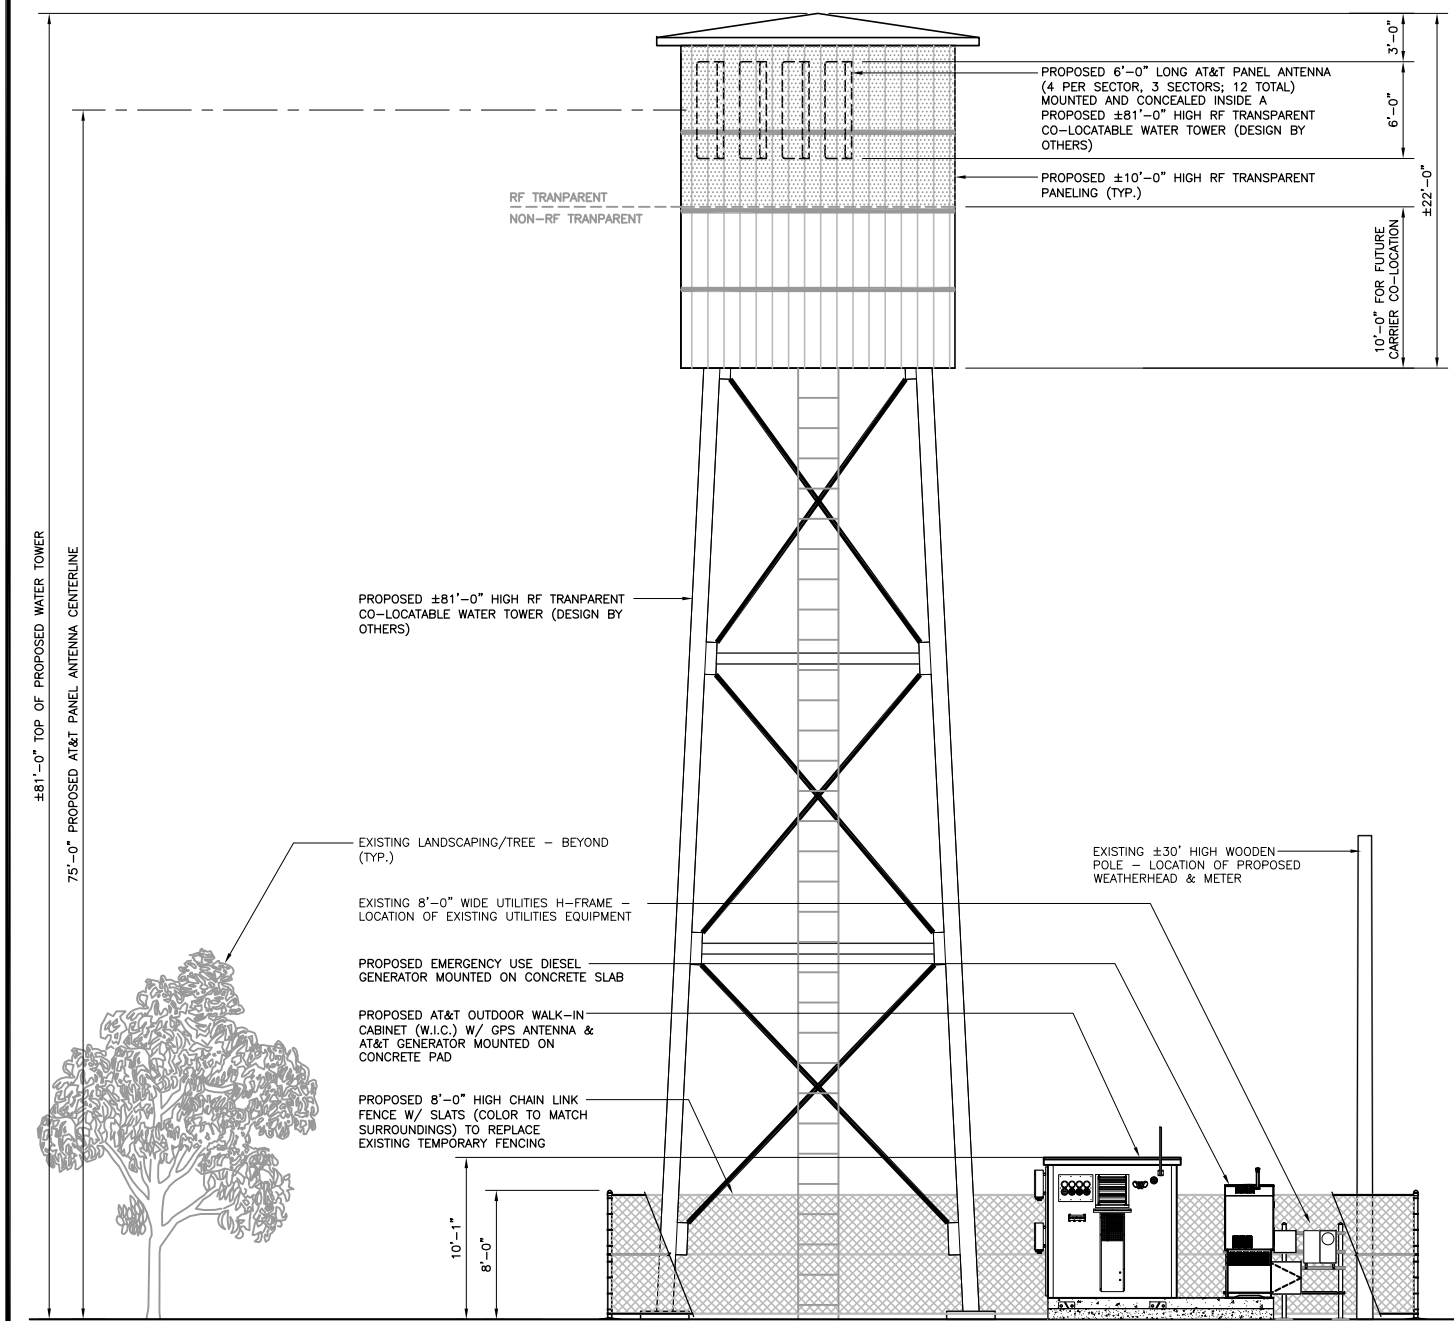 3'-0"
PROPOSED 6'-0" LONG AT&T PANEL ANTENNA
(4 PER SECTOR, 3 SECTORS; 12 TOTAL)
MOUNTED AND CONCEALED INSIDE A
PROPOSED ±81'-0" HIGH RF TRANSPARENT
CO-LOCATABLE WATER TOWER (DESIGN BY
OTHERS)
6'-0"
PROPOSED ±10'-0" HIGH RF TRANSPARENT
PANELING (TYP.)
±22'-0"
RF TRANPARENT
NON-RF TRANPARENT
10'-0" FOR FUTURE
CARRIER CO-LOCATION
±81'-0" TOP OF PROPOSED WATER TOWER
75'-0" PROPOSED AT&T PANEL ANTENNA CENTERLINE
PROPOSED ±81'-0" HIGH RF TRANPARENT
CO-LOCATABLE WATER TOWER (DESIGN BY
OTHERS)
EXISTING LANDSCAPING/TREE - BEYOND
(TYP.)
EXISTING ±30' HIGH WOODEN
POLE - LOCATION OF PROPOSED
WEATHERHEAD & METER
EXISTING 8'-0" WIDE UTILITIES H-FRAME -
LOCATION OF EXISTING UTILITIES EQUIPMENT
PROPOSED EMERGENCY USE DIESEL
GENERATOR MOUNTED ON CONCRETE SLAB
PROPOSED AT&T OUTDOOR WALK-IN
CABINET (W.I.C.) W/ GPS ANTENNA &
AT&T GENERATOR MOUNTED ON
CONCRETE PAD
PROPOSED 8'-0" HIGH CHAIN LINK
FENCE W/ SLATS (COLOR TO MATCH
SURROUNDINGS) TO REPLACE
EXISTING TEMPORARY FENCING
10'-1"
8'-0"